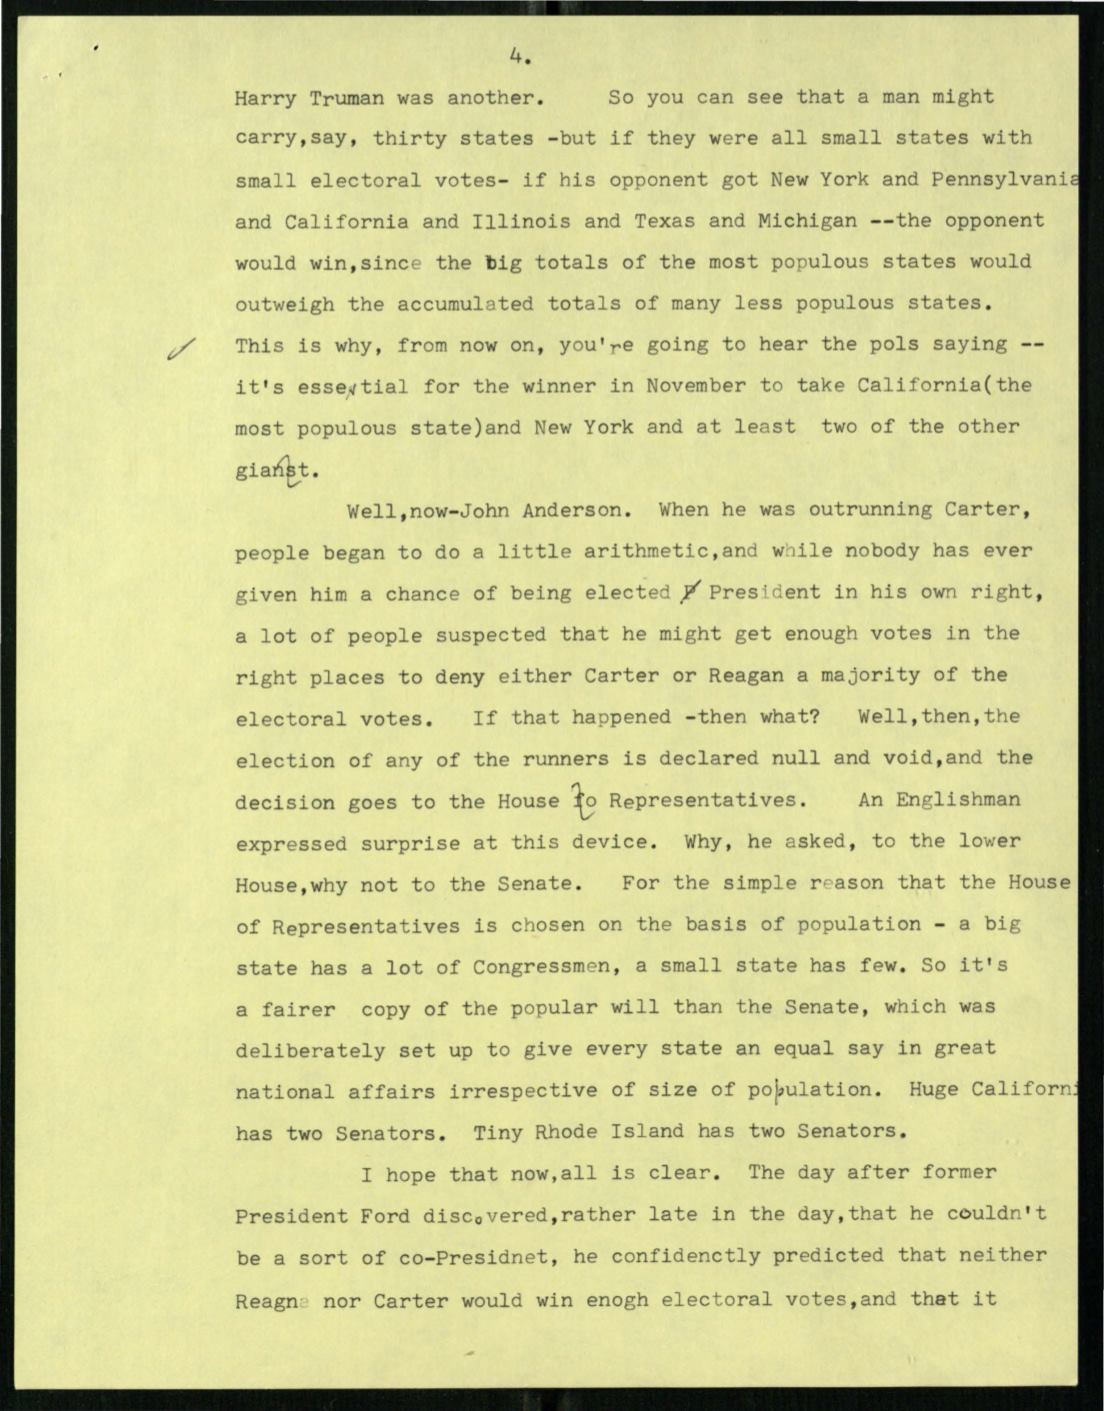 4.
Harry Truman was another. So you can see that a man might
carry,say, thirty states -but if they were all small states with
small electoral votes- if his opponent got New York and Pennsylvania
and California and Illinois and Texas and Michigan --the opponent
would win,since the big totals of the most populous states would
outweigh the accumulated totals of many less populous states.
This is why, from now on, you're going to hear the pols saying --
it's essential for the winner in November to take California(the
most populous state)and New York and at least two of the other
gianst.
Well,now-John Anderson. When he was outrunning Carter,
people began to do a little arithmetic,and while nobody has ever
given him a chance of being elected P President in his own right,
a lot of people suspected that he might get enough votes in the
right places to deny either Carter or Reagan a majority of the
electoral votes. If that happened -then what? Well,then,the
election of any of the runners is declared null and void,and the
decision goes to the House fo Representatives. An Englishman
expressed surprise at this device. Why, he asked, to the lower
House,why not to the Senate. For the simple reason that the House
of Representatives is chosen on the basis of population - a big
state has a lot of Congressmen, a small state has few. So it's
a fairer copy of the popular will than the Senate, which was
deliberately set up to give every state an equal say in great
national affairs irrespective of size of population. Huge Californi
has two Senators. Tiny Rhode Island has two Senators.
I hope that now,all is clear. The day after former
President Ford discovered,rather late in the day,that he couldn't
be a sort of co-Presidnet, he confidenctly predicted that neither
Reagna nor Carter would win enogh electoral votes,and that it